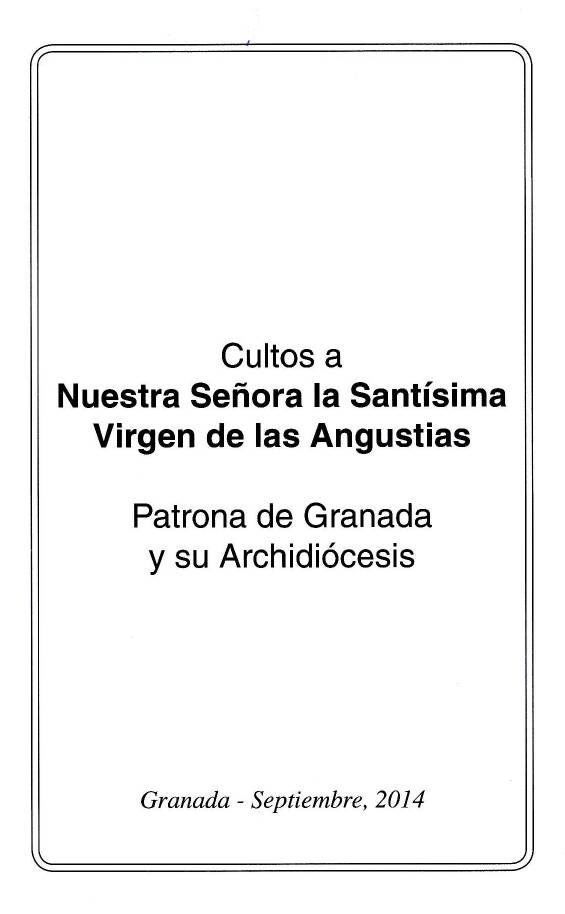 Cultos a
Nuestra Señora la Santísima
Virgen de las Angustias
Patrona de Granada
y su Archidiócesis
Granada - Septiembre, 2014